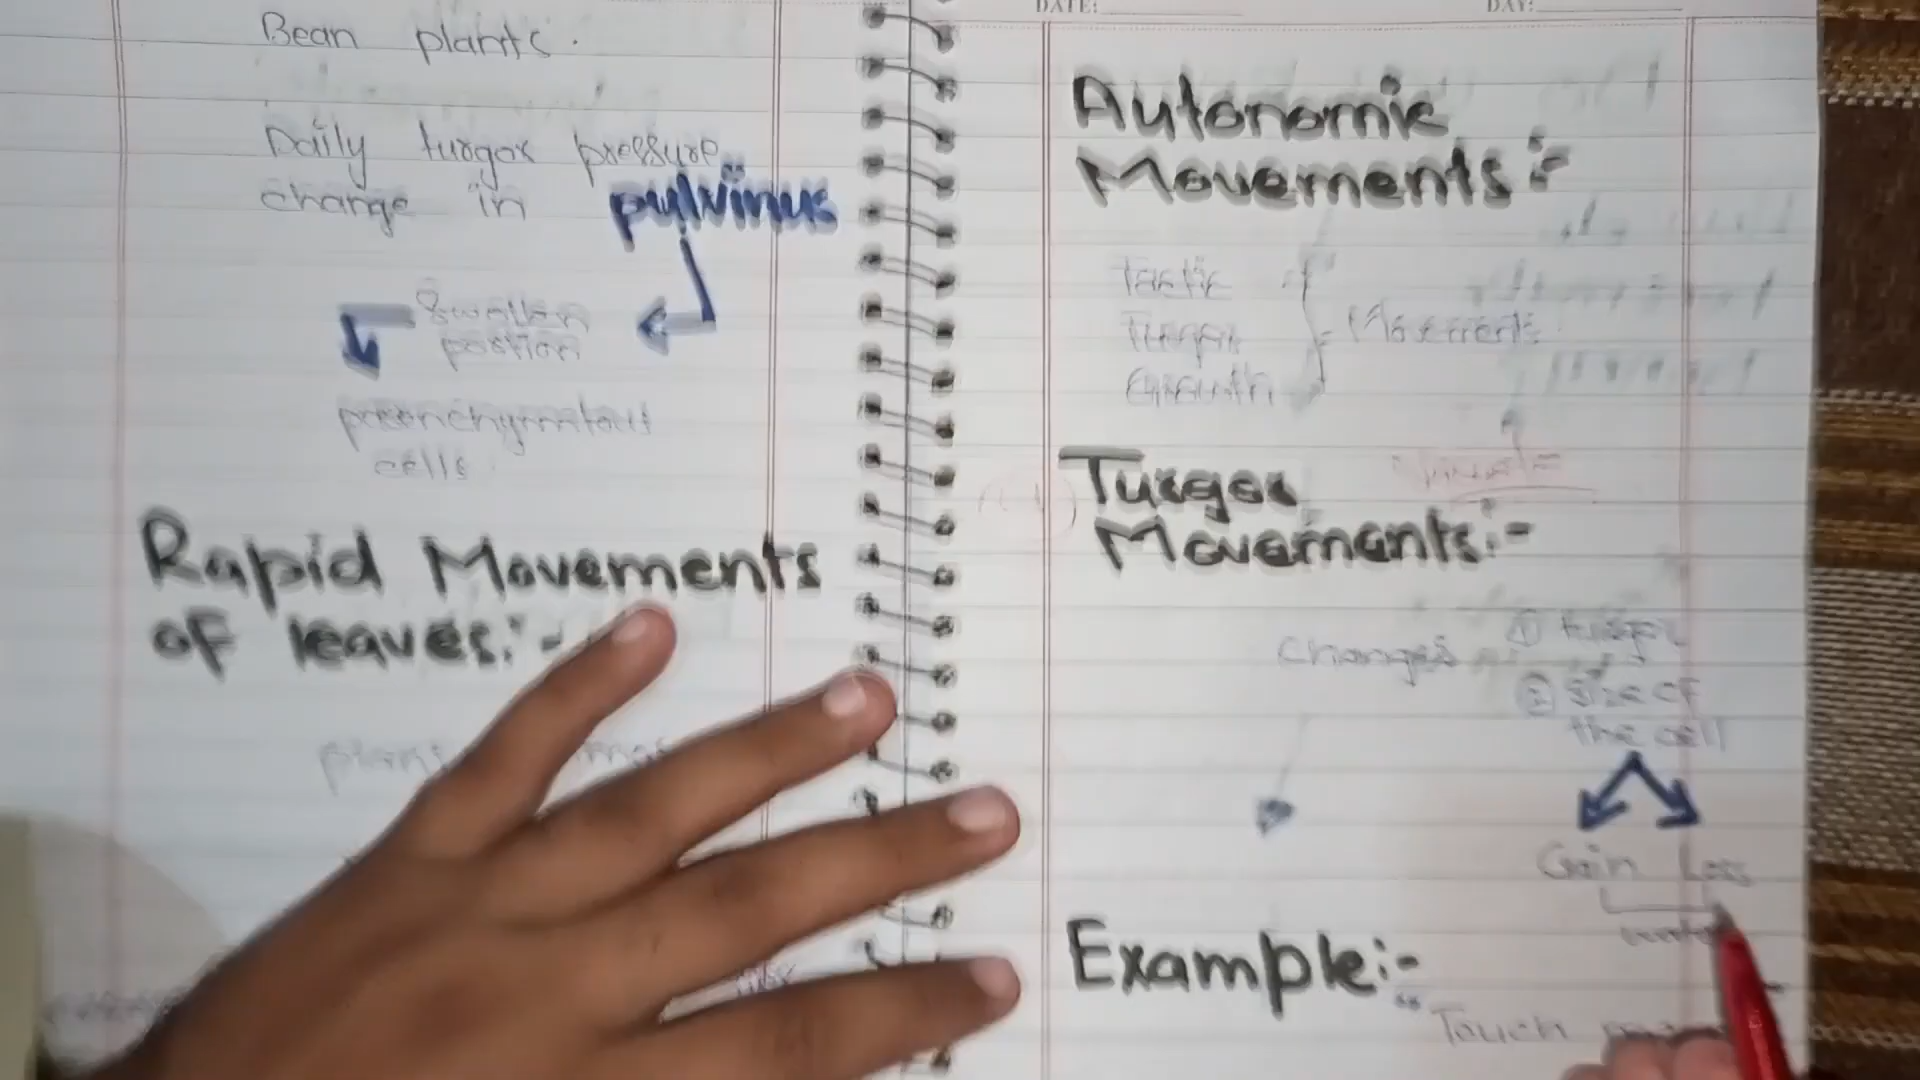 Bean plants.
Daily turgor pressure
change in pulvinus
Swollen
portion
parenchymatous
cells
Rapid Movements
of leaves:-
DATE:
DAY:
Autonomic
Movements:-
Tactic
Turgor
Growth
Movements
Turgor
Movements:-
Changes
① turgor
② size of
the cell
Gain Loss
Example:-
Touch